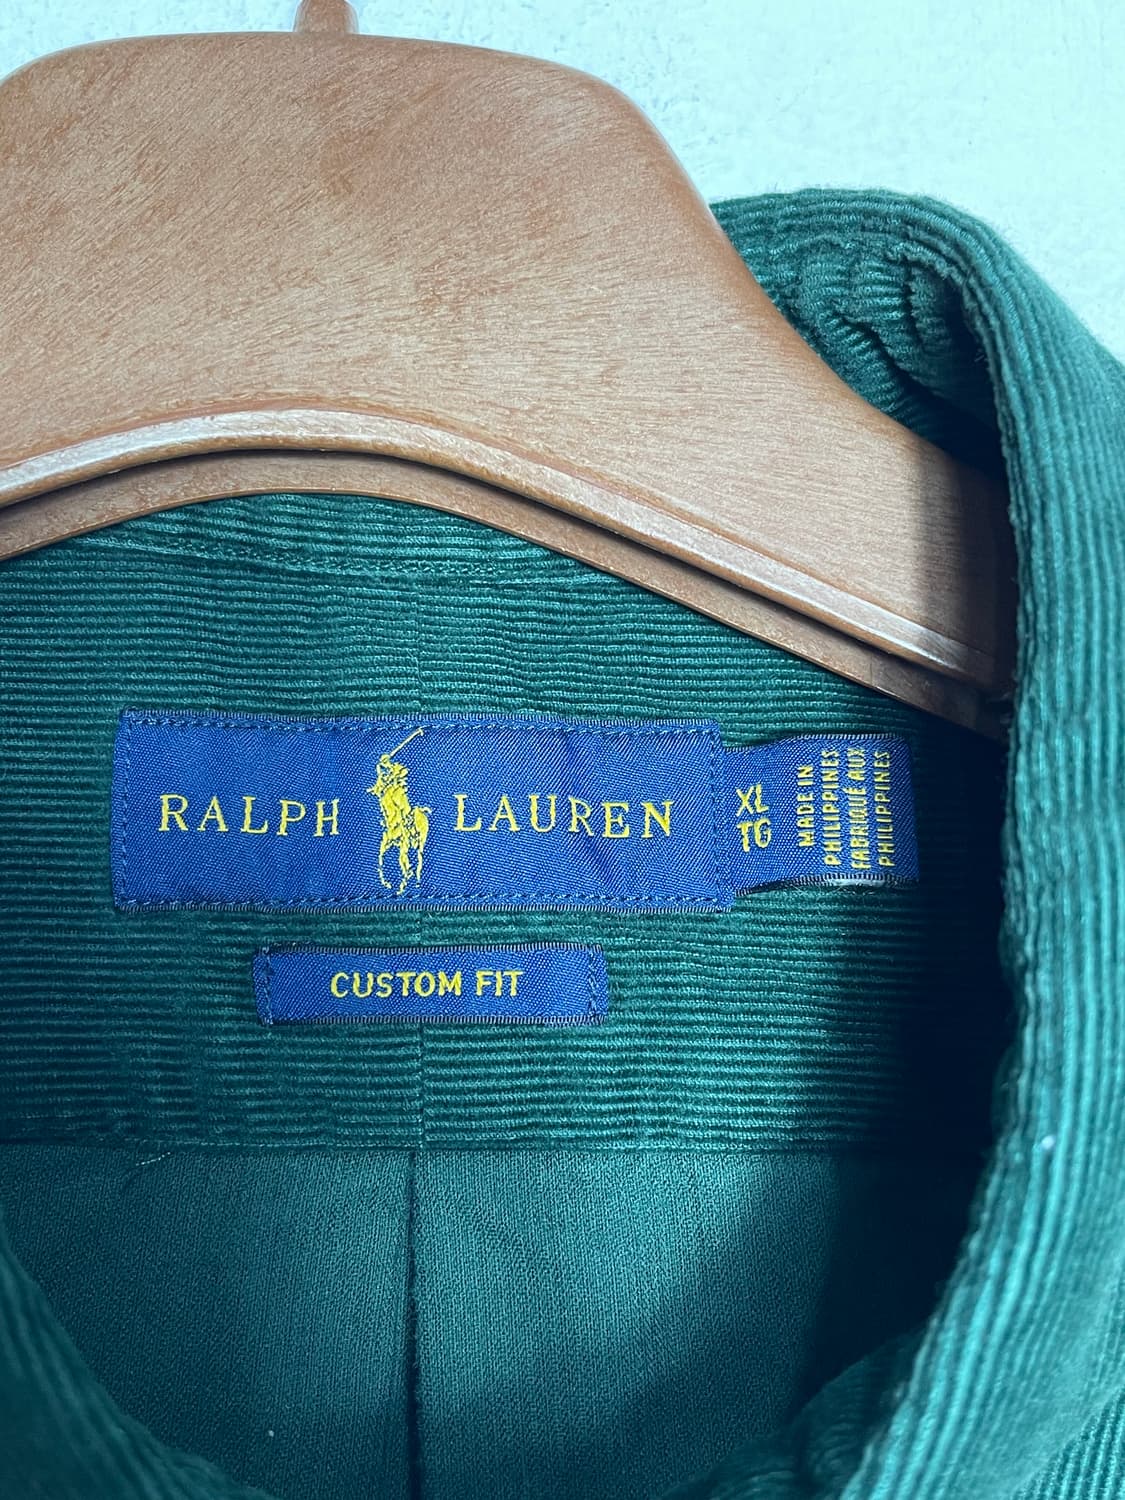 RALPH LAUREN
XL
TG
MADE IN
PHILIPPINES
FABRIQUÉ AUX
PHILIPPINES
CUSTOM FIT